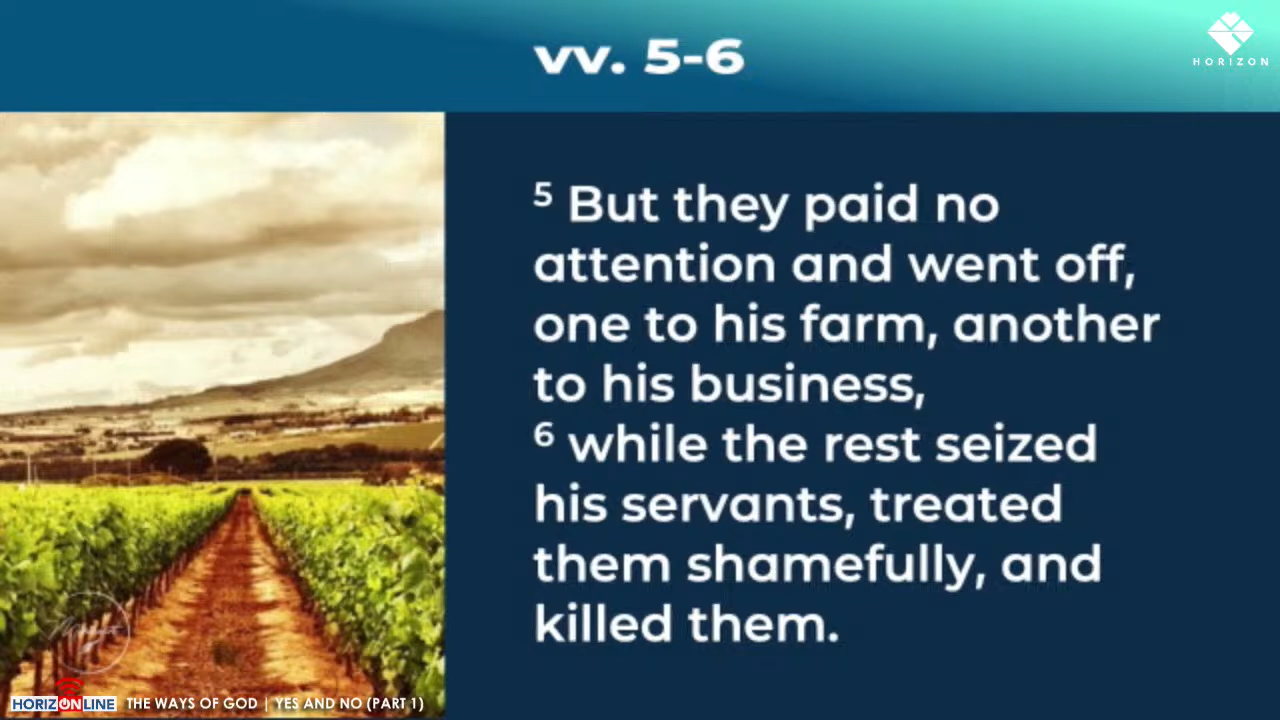 vv. 5-6
HORIZON
5 But they paid no
attention and went off,
one to his farm, another
to his business,
6 while the rest seized
his servants, treated
them shamefully, and
killed them.
HORIZONLINE THE WAYS OF GOD | YES AND NO (PART 1)